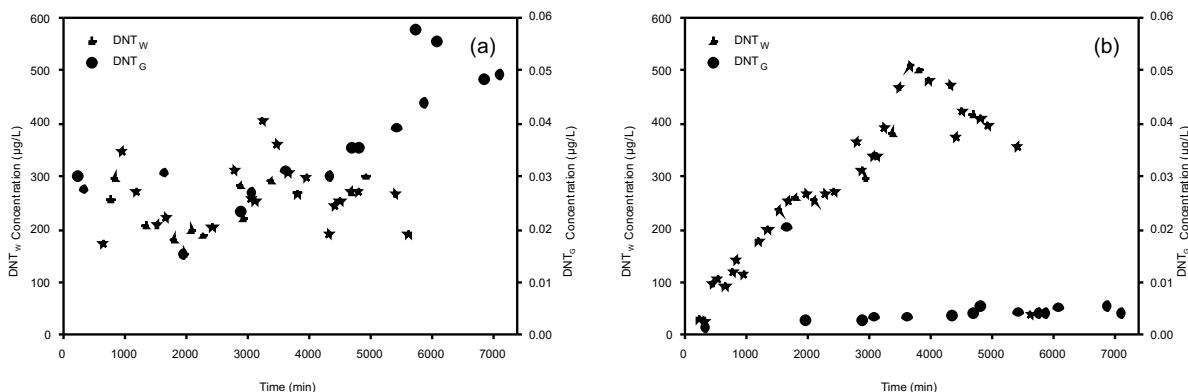 600
500
400
300
200
100
0
DNT_W Concentration (µg/L)
DNT_W
DNT_G
(a)
0.06
0.05
0.04
0.03
0.02
0.01
0.00
DNT_G Concentration (µg/L)
0 1000 2000 3000 4000 5000 6000 7000
Time (min)
600
500
400
300
200
100
0
DNT_W Concentration (µg/L)
DNT_W
DNT_G
(b)
0.06
0.05
0.04
0.03
0.02
0.01
0.00
DNT_G Concentration (µg/L)
0 1000 2000 3000 4000 5000 6000 7000
Time (min)